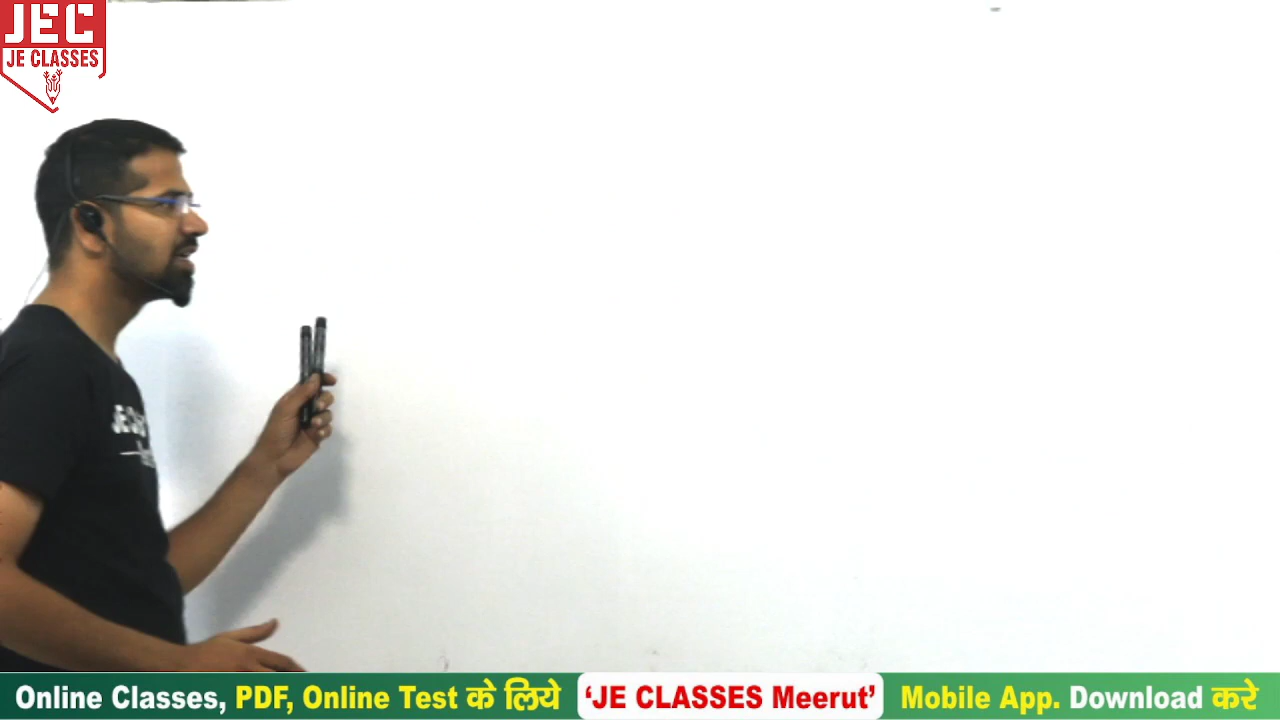 JEC
JE CLASSES
Online Classes, PDF, Online Test के लिये 'JE CLASSES Meerut' Mobile App. Download करे